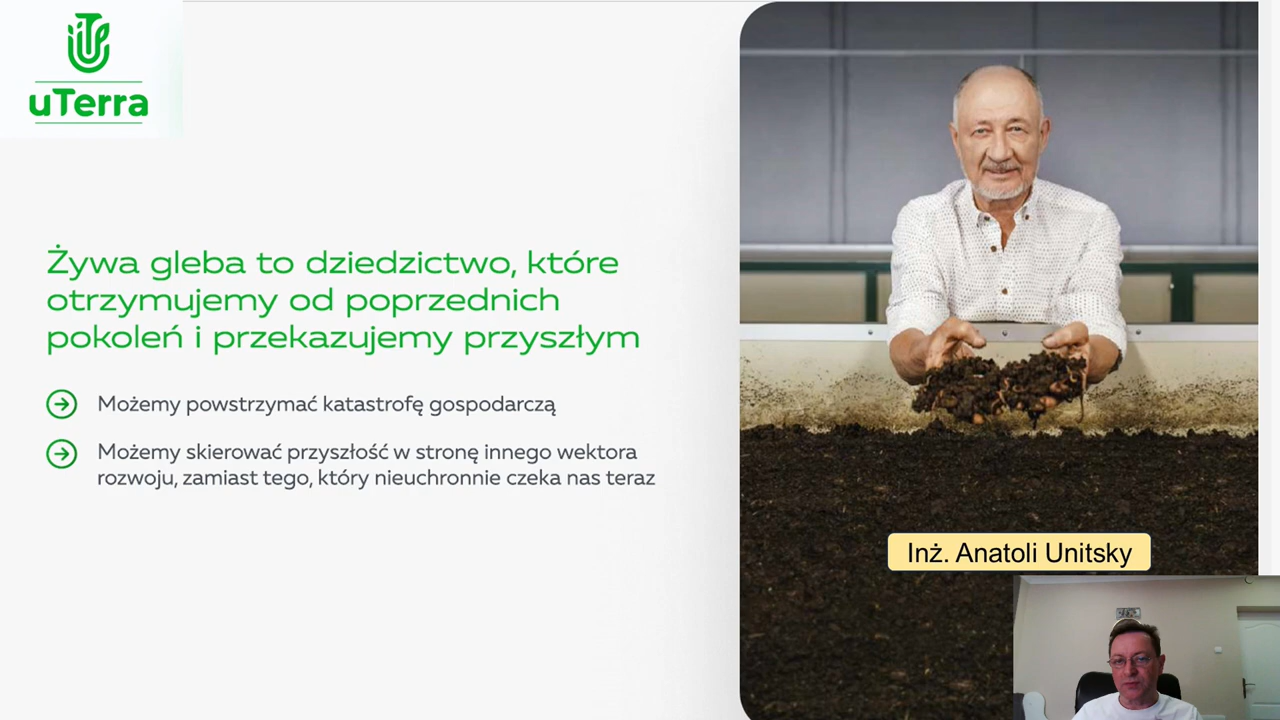 uTerra
Żywa gleba to dziedzictwo, które
otrzymujemy od poprzednich
pokoleń i przekazujemy przyszłym
Możemy powstrzymać katastrofę gospodarczą
Możemy skierować przyszłość w stronę innego wektora
rozwoju, zamiast tego, który nieuchronnie czeka nas teraz
Inż. Anatoli Unitsky